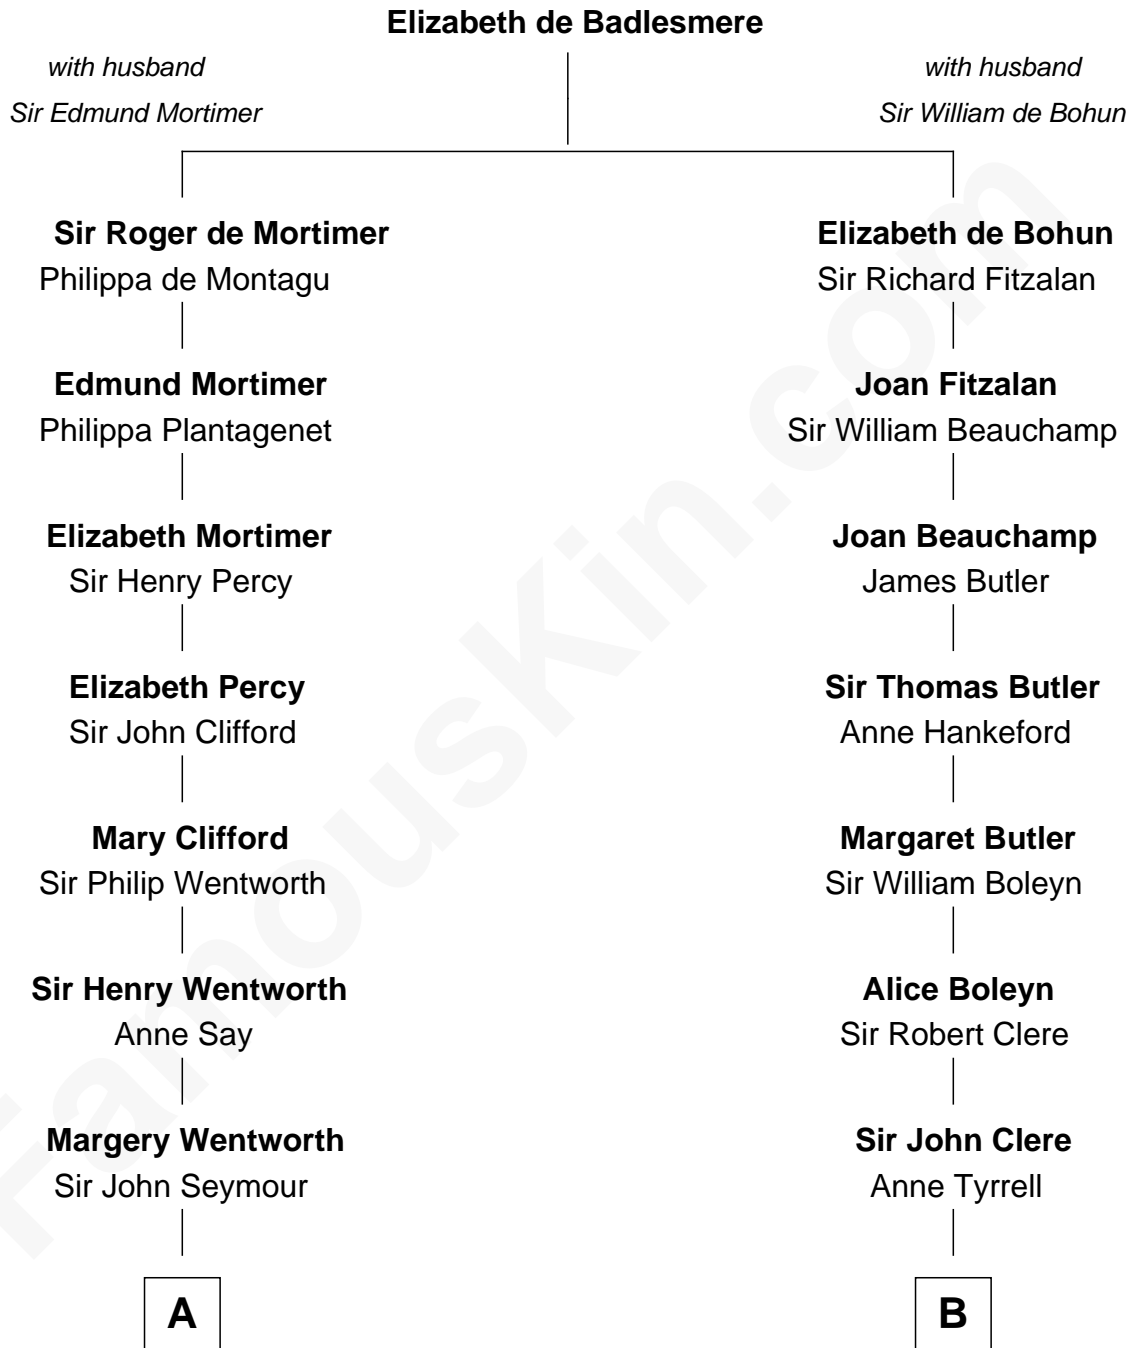 Elizabeth de Badlesmere
with husband
Sir Edmund Mortimer
with husband
Sir William de Bohun
Sir Roger de Mortimer
Philippa de Montagu
Elizabeth de Bohun
Sir Richard Fitzalan
Edmund Mortimer
Philippa Plantagenet
Joan Fitzalan
Sir William Beauchamp
Elizabeth Mortimer
Sir Henry Percy
Joan Beauchamp
James Butler
Elizabeth Percy
Sir John Clifford
Sir Thomas Butler
Anne Hankeford
Mary Clifford
Sir Philip Wentworth
Margaret Butler
Sir William Boleyn
Sir Henry Wentworth
Anne Say
Alice Boleyn
Sir Robert Clere
Margery Wentworth
Sir John Seymour
Sir John Clere
Anne Tyrrell
A
B
FamousKin.com